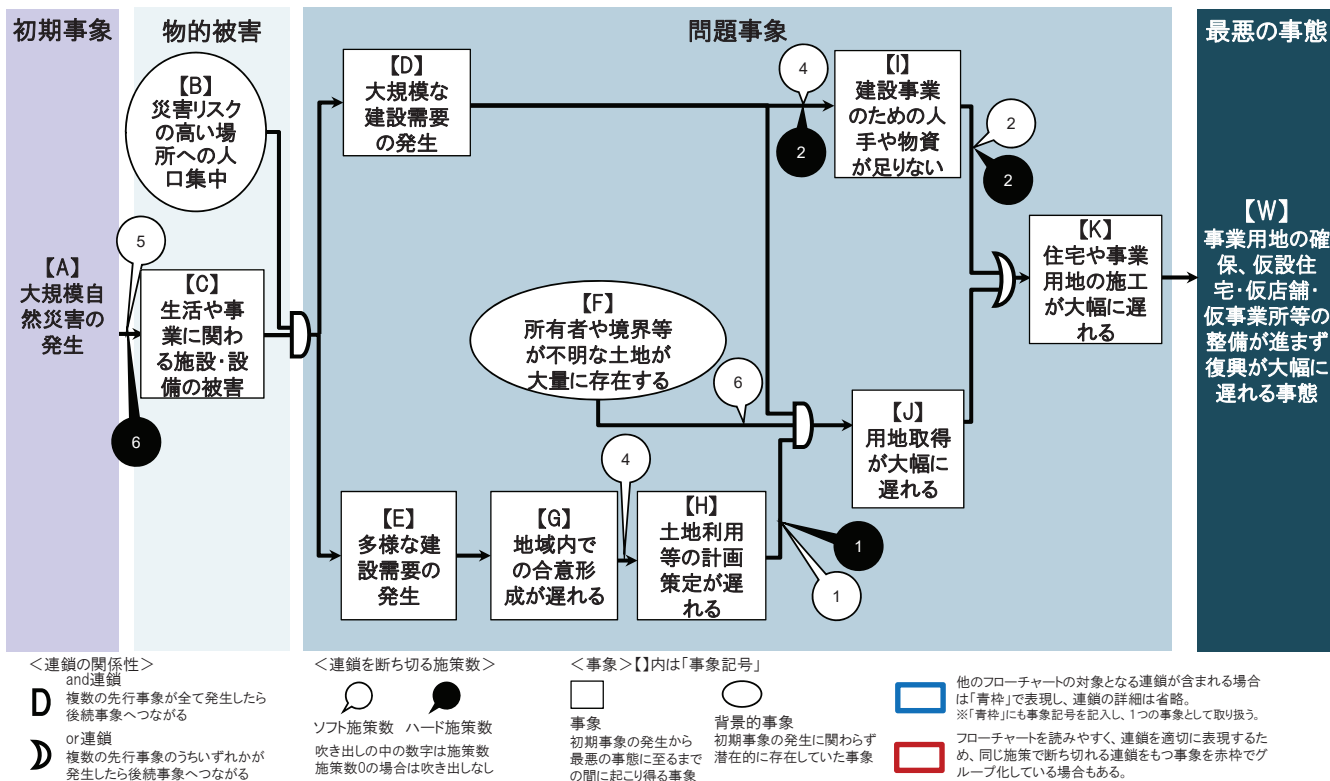 初期事象
物的被害
問題事象
最悪の事態
【A】
大規模自
然災害の
発生
【B】
災害リスク
の高い場
所への人
口集中
5
6
【C】
生活や事
業に関わ
る施設・設
備の被害
【D】
大規模な
建設需要
の発生
4
2
【I】
建設事業
のための人
手や物資
が足りない
2
2
【F】
所有者や境界等
が不明な土地が
大量に存在する
6
【E】
多様な建
設需要の
発生
【G】
地域内で
の合意形
成が遅れる
4
【H】
土地利用
等の計画
策定が遅
れる
1
1
【J】
用地取得
が大幅に
遅れる
【K】
住宅や事業
用地の施工
が大幅に遅
れる
【W】
事業用地の確
保、仮設住
宅・仮店舗・
仮事業所等の
整備が進まず
復興が大幅に
遅れる事態
＜連鎖の関係性＞
and連鎖
複数の先行事象が全て発生したら
後続事象へつながる
or連鎖
複数の先行事象のうちいずれかが
発生したら後続事象へつながる
＜連鎖を断ち切る施策数＞
ソフト施策数 ハード施策数
吹き出しの中の数字は施策数
施策数0の場合は吹き出しなし
＜事象＞【】内は「事象記号」
事象
初期事象の発生から
最悪の事態に至るまで
の間に起こり得る事象
背景的事象
初期事象の発生に関わらず
潜在的に存在していた事象
他のフローチャートの対象となる連鎖が含まれる場合
は「青枠」で表現し、連鎖の詳細は省略。
※「青枠」にも事象記号を記入し、1つの事象として取り扱う。
フローチャートを読みやすく、連鎖を適切に表現するた
め、同じ施策で断ち切れる連鎖をもつ事象を赤枠でグ
ループ化している場合もある。